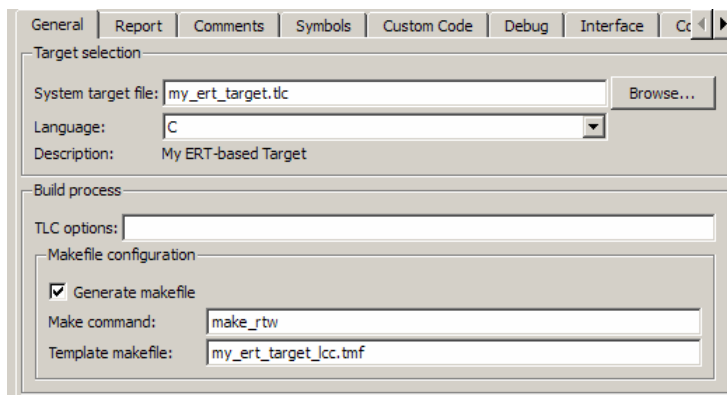 General Report Comments Symbols Custom Code Debug Interface
Target selection
System target file: my_ert_target.tlc Browse...
Language: C
Description: My ERT-based Target
Build process
TLC options:
Makefile configuration
Generate makefile
Make command: make_rtw
Template makefile: my_ert_target_lcc.tmf